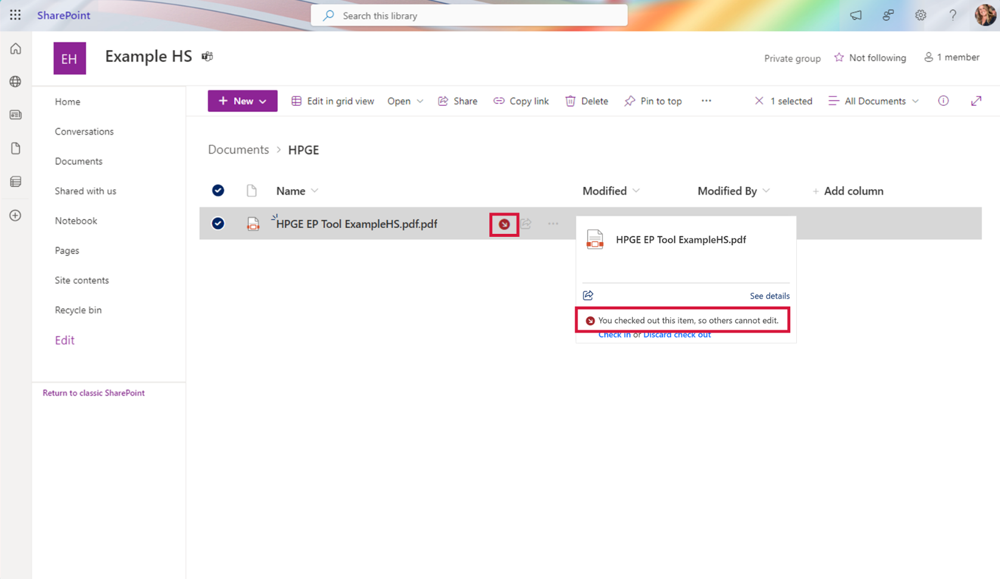 SharePoint
Search this library
?
EH
Example HS
Private group
Not following
1 member
+ New
Edit in grid view
Open
Share
Copy link
Delete
Pin to top
...
1 selected
All Documents
Home
Conversations
Documents
Shared with us
Notebook
Pages
Site contents
Recycle bin
Edit
Return to classic SharePoint
Documents > HPGE
Name
Modified
Modified By
+ Add column
HPGE EP Tool ExampleHS.pdf.pdf
...
HPGE EP Tool ExampleHS.pdf
See details
You checked out this item, so others cannot edit.
Check in or Discard check out